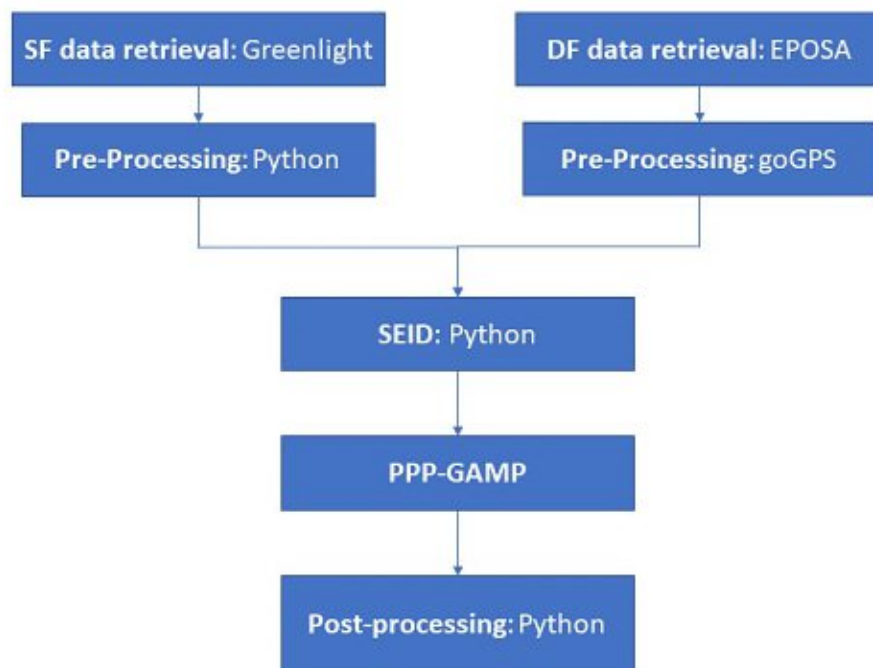 SF data retrieval: Greenlight
DF data retrieval: EPOSA
Pre-Processing: Python
Pre-Processing: goGPS
SEID: Python
PPP-GAMP
Post-processing: Python